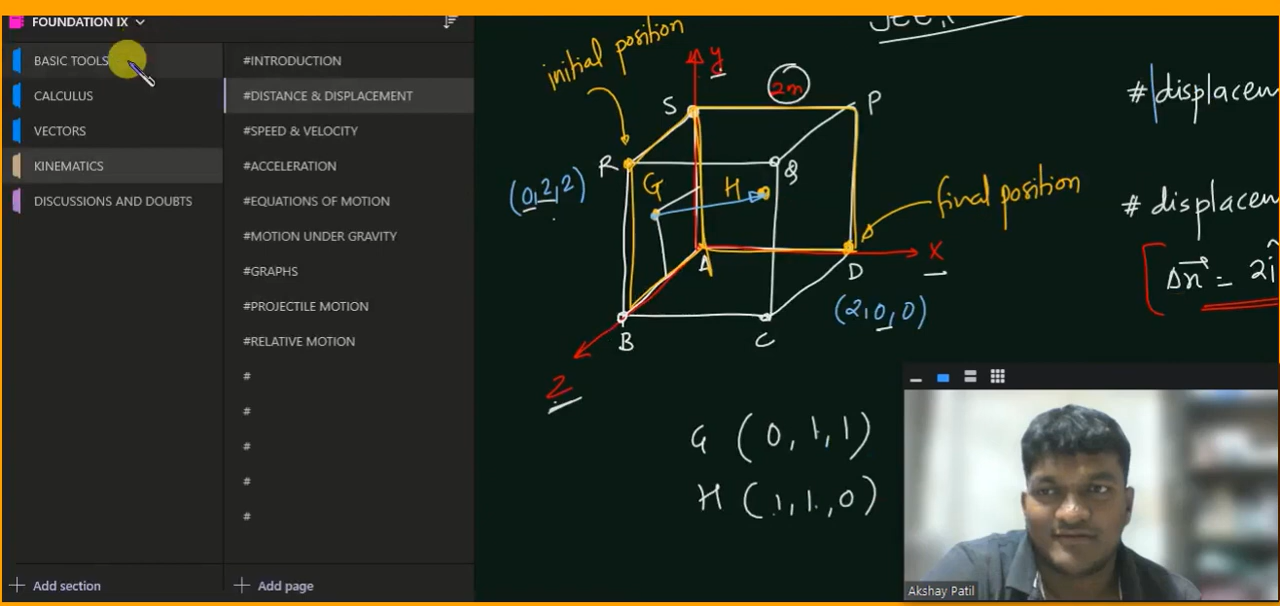 FOUNDATION IX
BASIC TOOLS
CALCULUS
VECTORS
KINEMATICS
DISCUSSIONS AND DOUBTS
Add section
#INTRODUCTION
#DISTANCE & DISPLACEMENT
#SPEED & VELOCITY
#ACCELERATION
#EQUATIONS OF MOTION
#MOTION UNDER GRAVITY
#GRAPHS
#PROJECTILE MOTION
#RELATIVE MOTION
#
#
#
#
#
Add page
initial position
y
2m
S
P
R
Q
G
H
(0,2,2)
final position
A
X
D
(2,0,0)
B
C
Z
G (0,1,1)
H (1,1,0)
# displacem
# displacem
Akshay Patil